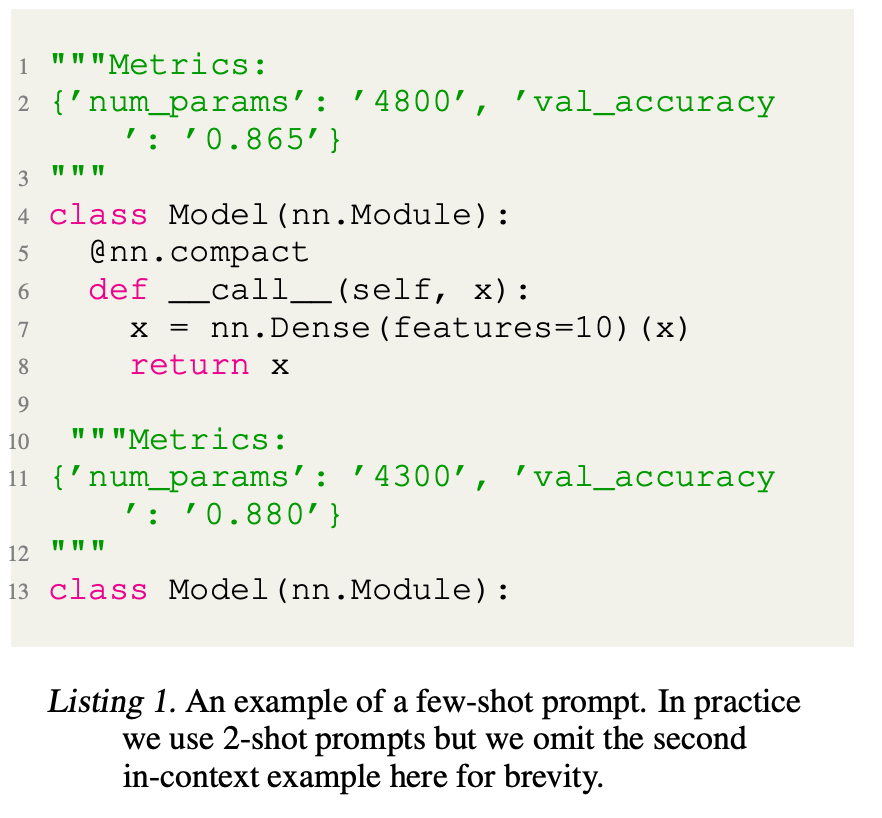 1 """Metrics:
2 {'num_params': '4800', 'val_accuracy
': '0.865'}
3 """
4 class Model(nn.Module):
5   @nn.compact
6   def __call__(self, x):
7     x = nn.Dense(features=10)(x)
8     return x
9
10  """Metrics:
11 {'num_params': '4300', 'val_accuracy
': '0.880'}
12 """
13 class Model(nn.Module):
Listing 1. An example of a few-shot prompt. In practice
we use 2-shot prompts but we omit the second
in-context example here for brevity.